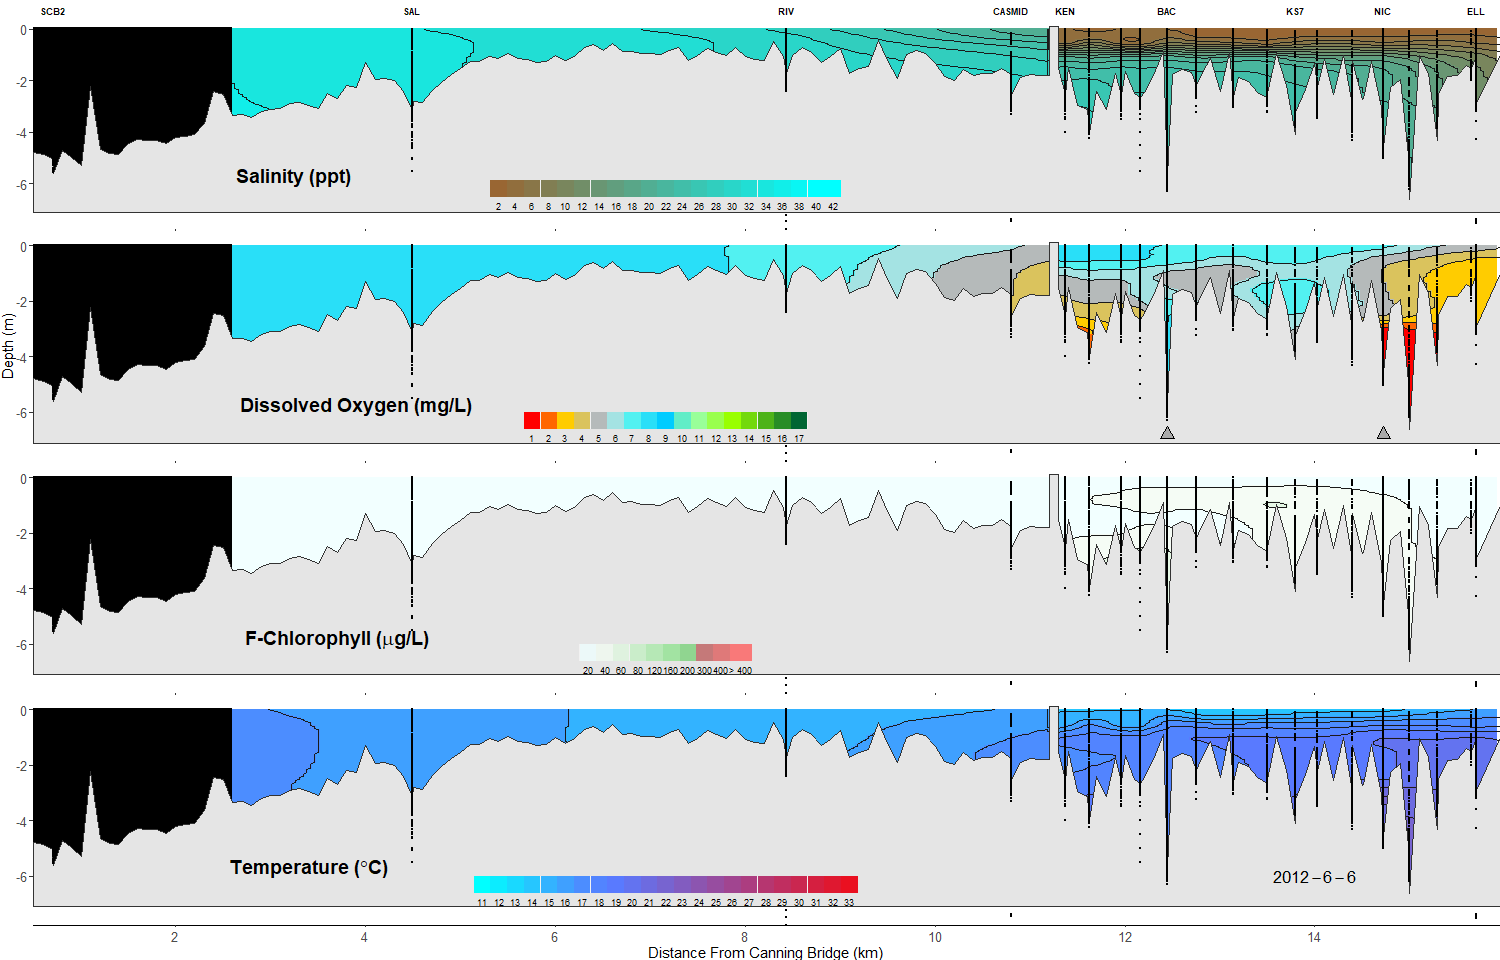 SCB2 SAL RIV CASMID KEN BAC KS7 NIC ELL
0
-2
-4
-6
Salinity (ppt)
2 4 6 8 10 12 14 16 18 20 22 24 26 28 30 32 34 36 38 40 42
0
-2
-4
-6
Dissolved Oxygen (mg/L)
1 2 3 4 5 6 7 8 9 10 11 12 13 14 15 16 17
Depth (m)
0
-2
-4
-6
F-Chlorophyll (μg/L)
20 40 60 80 120 160 200 300 400 > 400
0
-2
-4
-6
Temperature (°C)
2012-6-6
11 12 13 14 15 16 17 18 19 20 21 22 23 24 25 26 27 28 29 30 31 32 33
2 4 6 8 10 12 14
Distance From Canning Bridge (km)